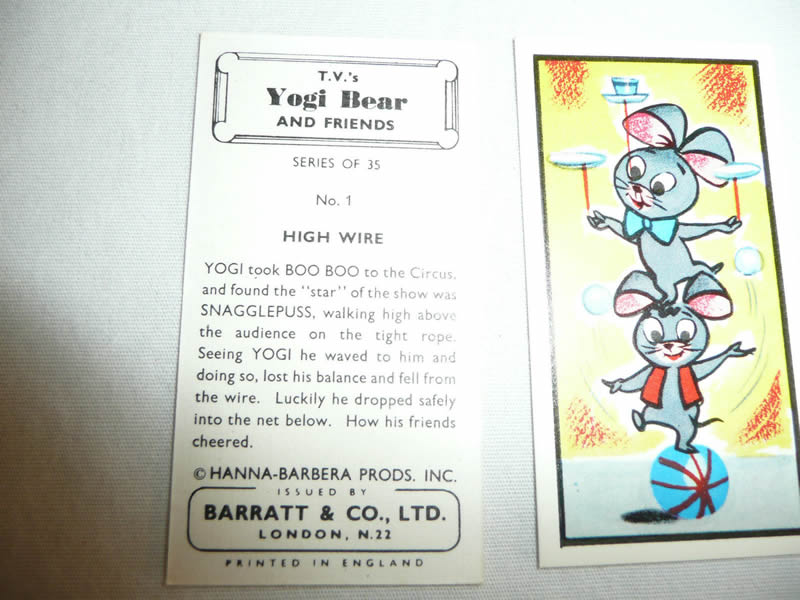 T.V.'s
Yogi Bear
AND FRIENDS
SERIES OF 35
No. 1
HIGH WIRE
YOGI took BOO BOO to the Circus,
and found the "star" of the show was
SNAGGLEPUSS, walking high above
the audience on the tight rope.
Seeing YOGI he waved to him and
doing so, lost his balance and fell from
the wire. Luckily he dropped safely
into the net below. How his friends
cheered.
© HANNA-BARBERA PRODS. INC.
ISSUED BY
BARRATT & CO., LTD.
LONDON, N.22
PRINTED IN ENGLAND